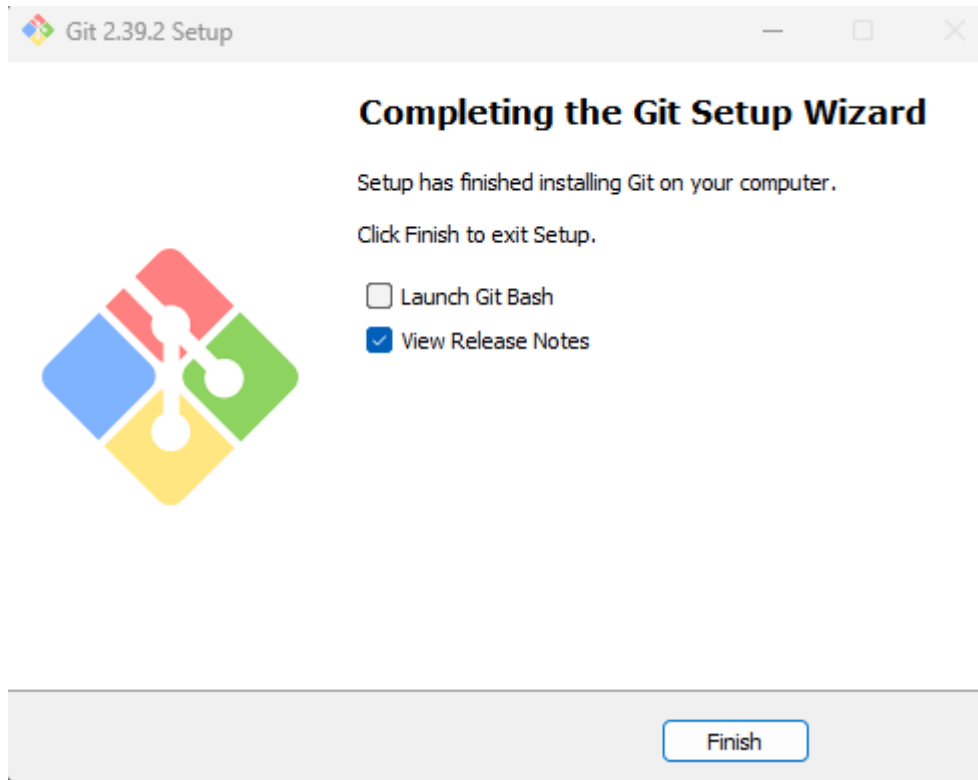 Git 2.39.2 Setup
Completing the Git Setup Wizard
Setup has finished installing Git on your computer.
Click Finish to exit Setup.
Launch Git Bash
View Release Notes
Finish